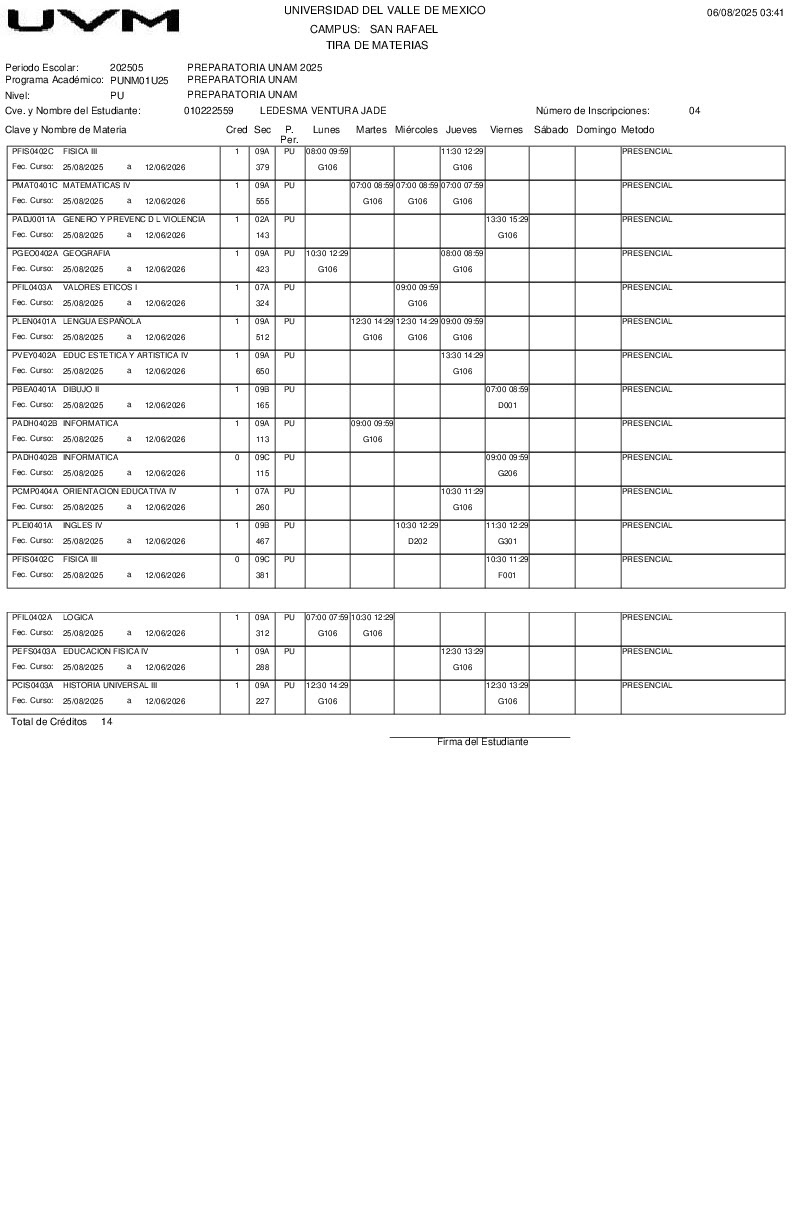 UVM
UNIVERSIDAD DEL VALLE DE MEXICO 06/08/2025 03:41
CAMPUS: SAN RAFAEL
TIRA DE MATERIAS
Periodo Escolar: 202505 PREPARATORIA UNAM 2025
Programa Académico: PUNM01U25 PREPARATORIA UNAM
Nivel: PU PREPARATORIA UNAM
Cve. y Nombre del Estudiante: 010222559 LEDESMA VENTURA JADE Número de Inscripciones: 04
Clave y Nombre de Materia Cred Sec P. Per. Lunes Martes Miércoles Jueves Viernes Sábado Domingo Metodo
PFIS0402C FISICA III 1 09A PU 08:00 09:59 11:30 12:29 PRESENCIAL
Fec. Curso: 25/08/2025 a 12/06/2026 379 G106 G106
PMAT0401C MATEMATICAS IV 1 09A PU 07:00 08:59 07:00 08:59 07:00 07:59 PRESENCIAL
Fec. Curso: 25/08/2025 a 12/06/2026 555 G106 G106 G106
PADJ0011A GENERO Y PREVENC D L VIOLENCIA 1 02A PU 13:30 15:29 PRESENCIAL
Fec. Curso: 25/08/2025 a 12/06/2026 143 G106
PGEO0402A GEOGRAFIA 1 09A PU 10:30 12:29 08:00 08:59 PRESENCIAL
Fec. Curso: 25/08/2025 a 12/06/2026 423 G106 G106
PFIL0403A VALORES ETICOS I 1 07A PU 09:00 09:59 PRESENCIAL
Fec. Curso: 25/08/2025 a 12/06/2026 324 G106
PLEN0401A LENGUA ESPAÑOLA 1 09A PU 12:30 14:29 12:30 14:29 09:00 09:59 PRESENCIAL
Fec. Curso: 25/08/2025 a 12/06/2026 512 G106 G106 G106
PVEY0402A EDUC ESTETICA Y ARTISTICA IV 1 09A PU 13:30 14:29 PRESENCIAL
Fec. Curso: 25/08/2025 a 12/06/2026 650 G106
PBEA0401A DIBUJO II 1 09B PU 07:00 08:59 PRESENCIAL
Fec. Curso: 25/08/2025 a 12/06/2026 165 D001
PADH0402B INFORMATICA 1 09A PU 09:00 09:59 PRESENCIAL
Fec. Curso: 25/08/2025 a 12/06/2026 113 G106
PADH0402B INFORMATICA 0 09C PU 09:00 09:59 PRESENCIAL
Fec. Curso: 25/08/2025 a 12/06/2026 115 G206
PCMP0404A ORIENTACION EDUCATIVA IV 1 07A PU 10:30 11:29 PRESENCIAL
Fec. Curso: 25/08/2025 a 12/06/2026 260 G106
PLEI0401A INGLES IV 1 09B PU 10:30 12:29 11:30 12:29 PRESENCIAL
Fec. Curso: 25/08/2025 a 12/06/2026 467 D202 G301
PFIS0402C FISICA III 0 09C PU 10:30 11:29 PRESENCIAL
Fec. Curso: 25/08/2025 a 12/06/2026 381 F001
PFIL0402A LOGICA 1 09A PU 07:00 07:59 10:30 12:29 PRESENCIAL
Fec. Curso: 25/08/2025 a 12/06/2026 312 G106 G106
PEFS0403A EDUCACION FISICA IV 1 09A PU 12:30 13:29 PRESENCIAL
Fec. Curso: 25/08/2025 a 12/06/2026 288 G106
PCIS0403A HISTORIA UNIVERSAL III 1 09A PU 12:30 14:29 12:30 13:29 PRESENCIAL
Fec. Curso: 25/08/2025 a 12/06/2026 227 G106 G106
Total de Créditos 14
Firma del Estudiante